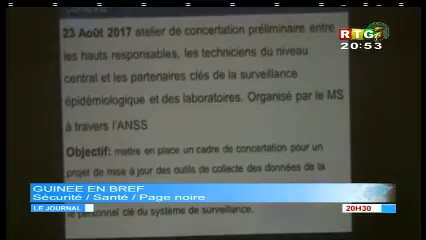 RTG
20:53
23 Août 2017 atelier de concertation préliminaire entre
les hauts responsables, les techniciens du niveau
central et les partenaires clés de la surveillance
épidémiologique et des laboratoires. Organisé par le MS
à travers l'ANSS
Objectif: mettre en place un cadre de concertation pour un
projet de mise à jour des outils de collecte des données de la
GUINEE EN BREF
Sécurité / Santé / Page noire
LE JOURNAL
20H30
le personnel clé du système de surveillance.